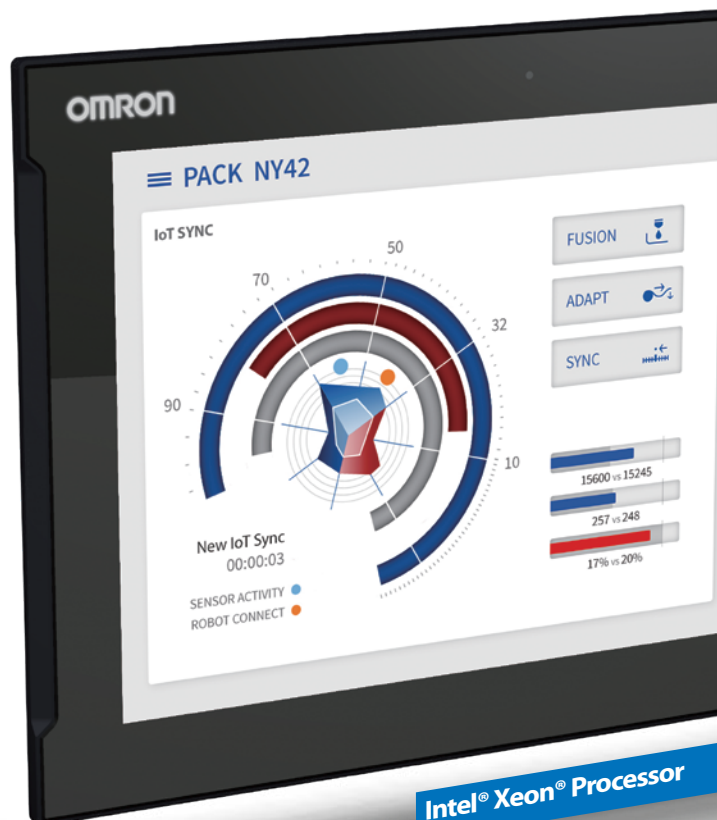 OMRON
PACK NY42
IoT SYNC
50
70
32
90
10
FUSION
ADAPT
SYNC
15600 vs 15245
257 vs 248
17% vs 20%
New IoT Sync
00:00:03
SENSOR ACTIVITY
ROBOT CONNECT
Intel® Xeon® Processor